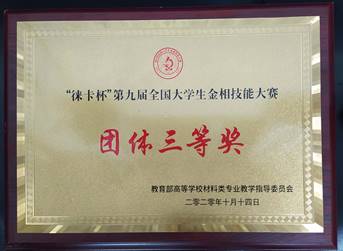 “徕卡杯”第九届全国大学生金相技能大赛
团体三等奖
教育部高等学校材料类专业教学指导委员会
二零二零年十月十四日